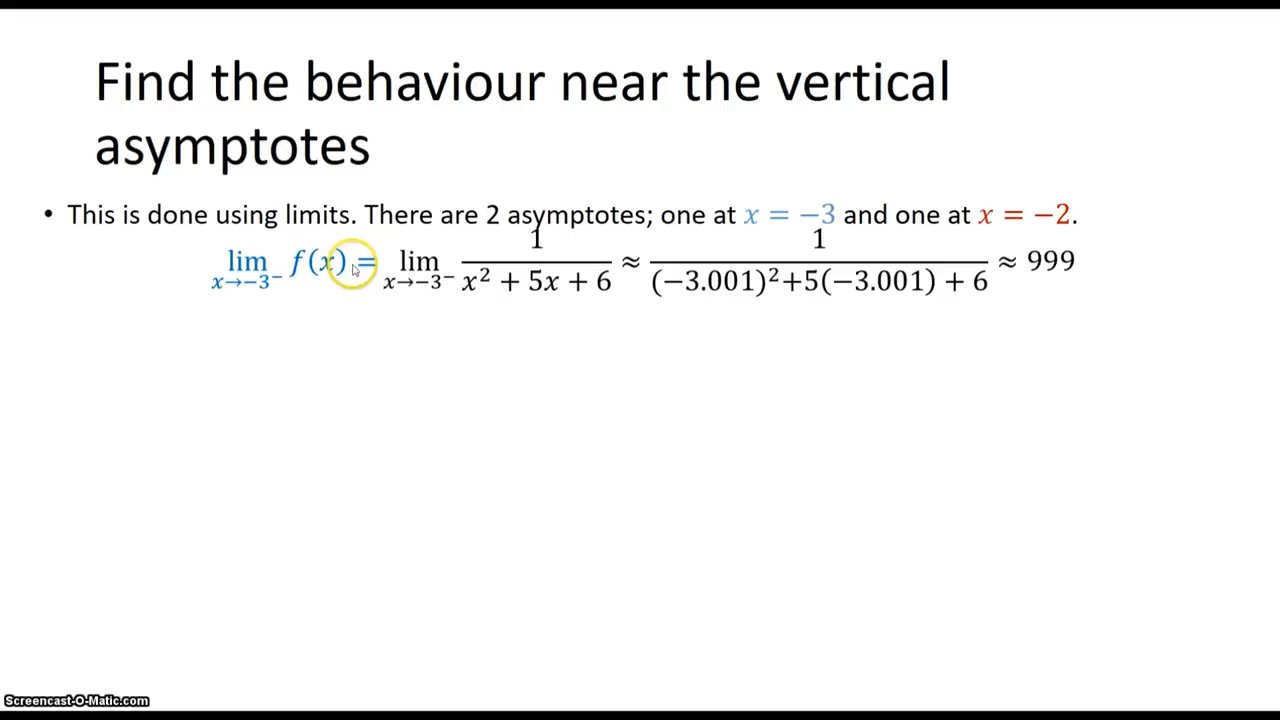 Find the behaviour near the vertical
asymptotes
• This is done using limits. There are 2 asymptotes; one at x = −3 and one at x = −2.
lim x→−3⁻ f(x) = lim x→−3⁻ 1/(x² + 5x + 6) ≈ 1/((−3.001)²+5(−3.001) + 6) ≈ 999
Screencast-O-Matic.com